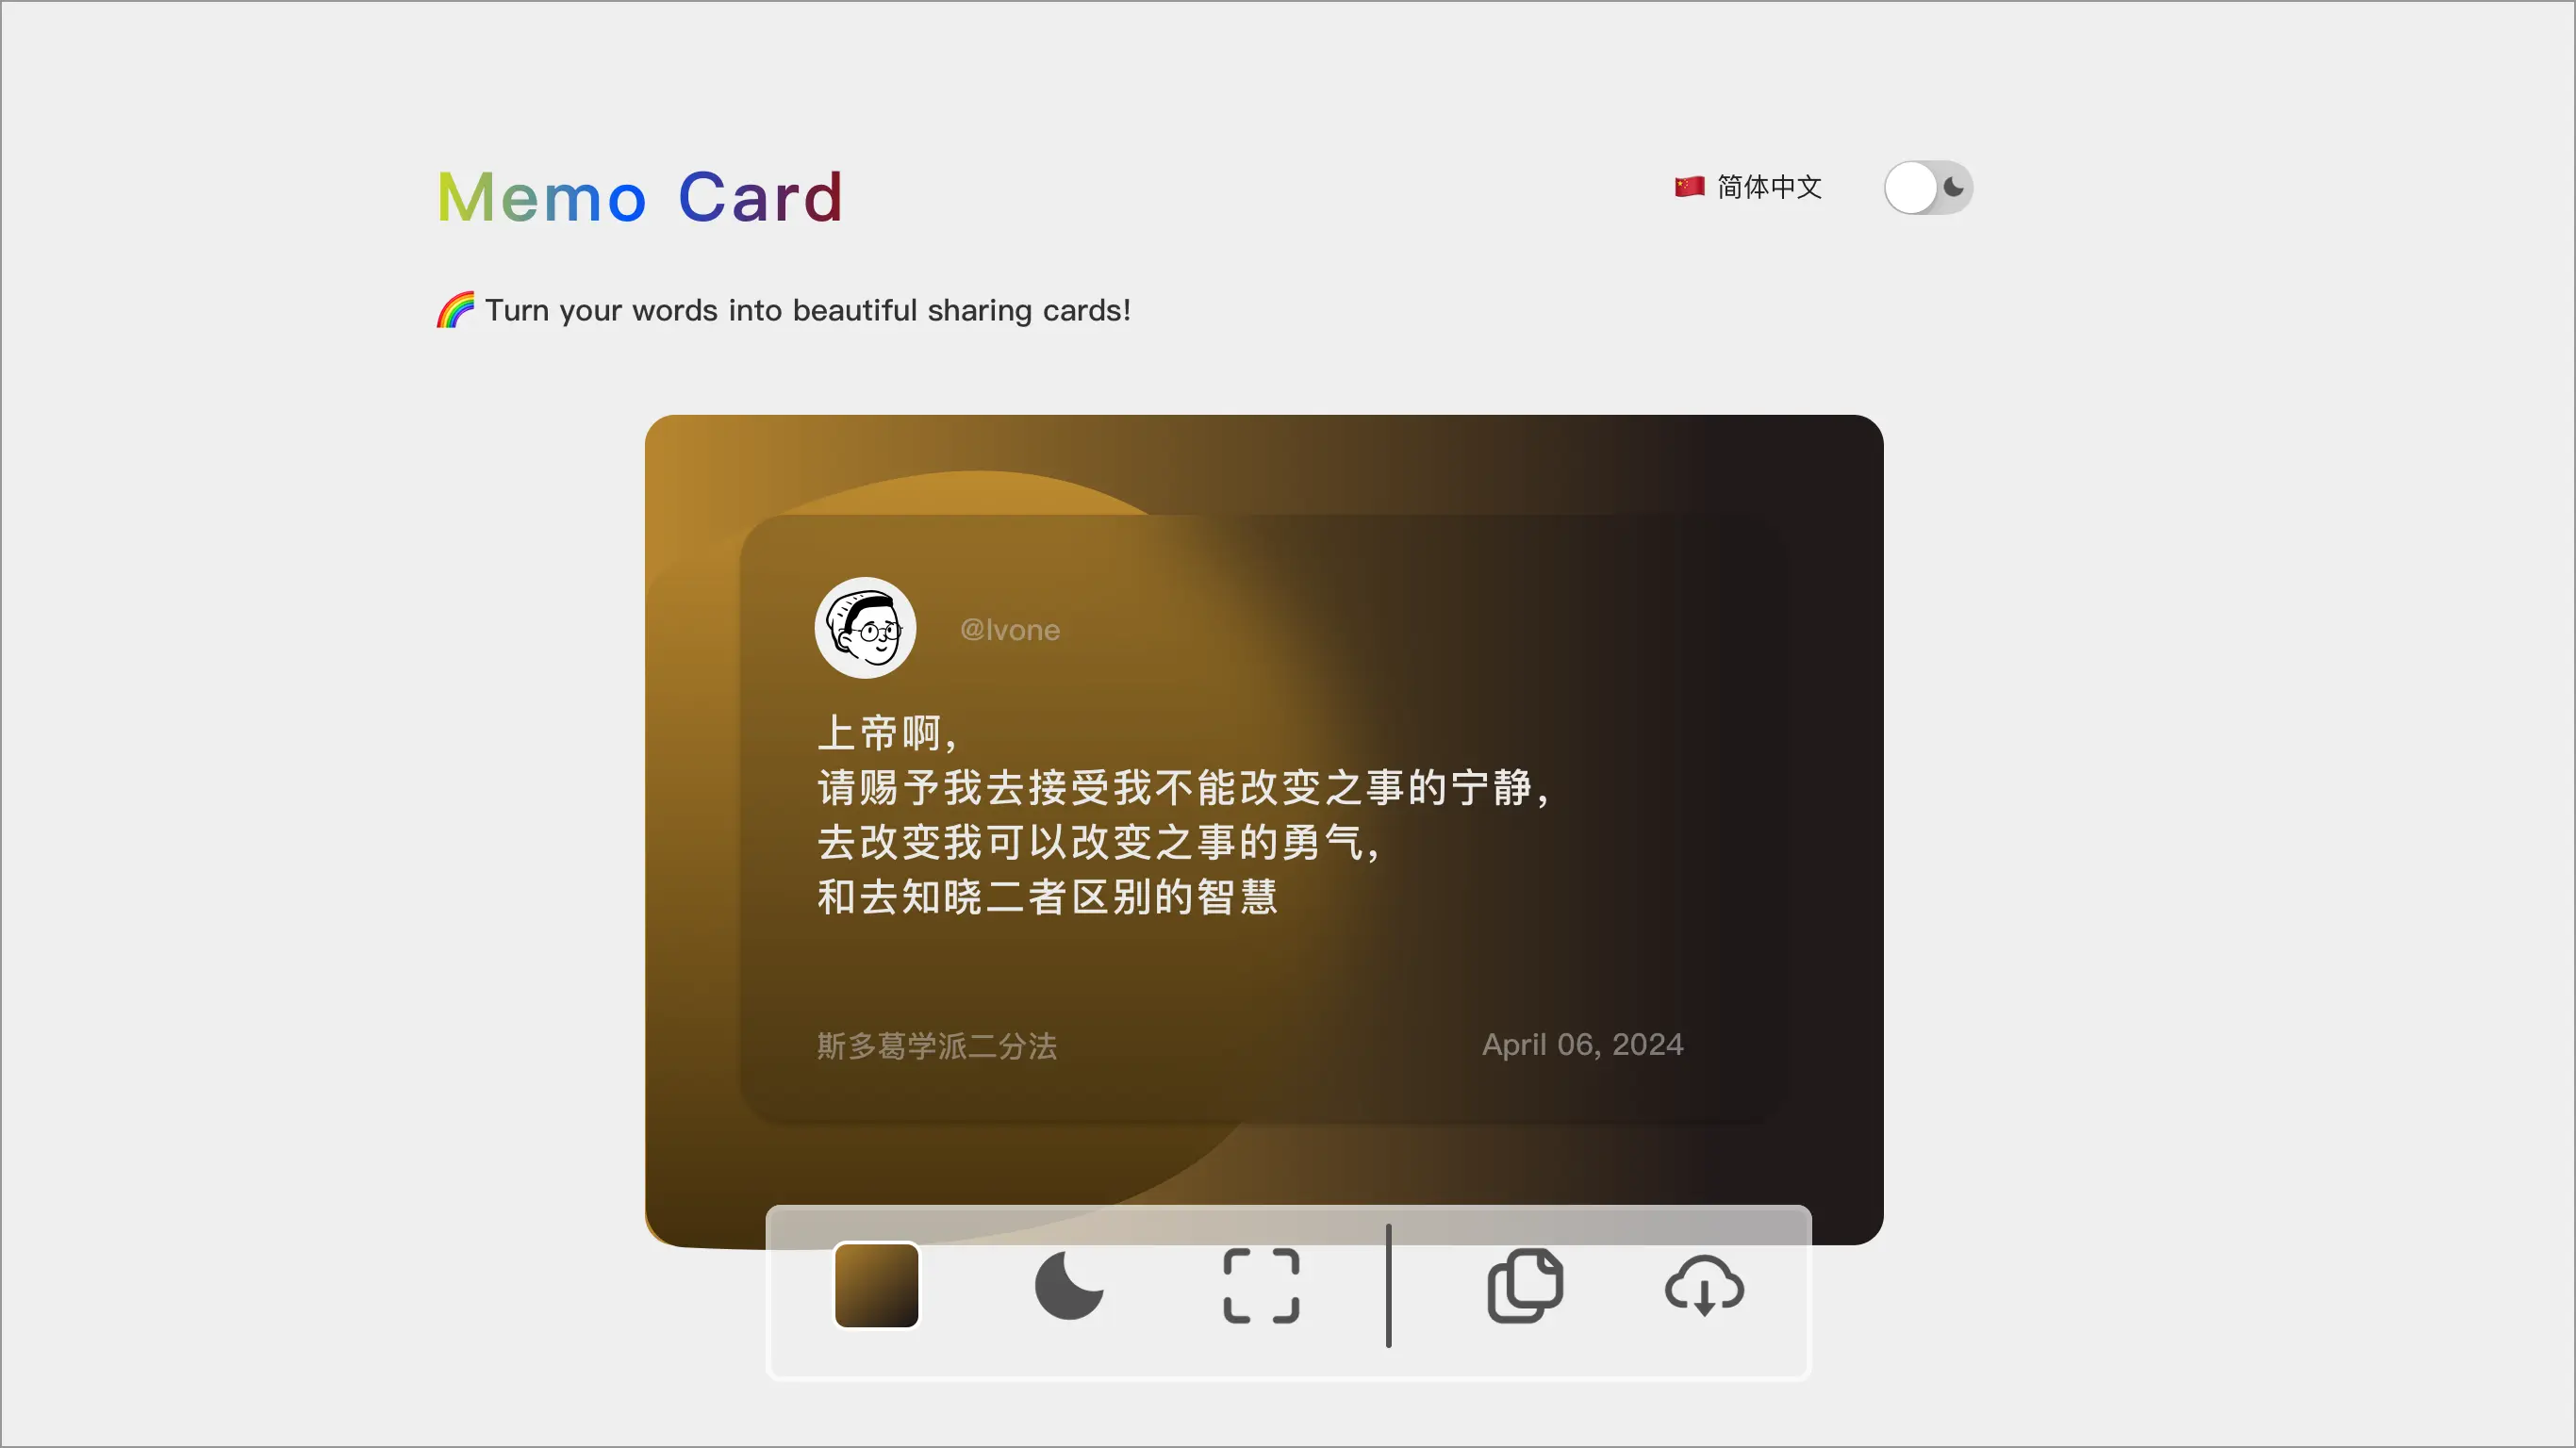 Memo Card
简体中文
🌈 Turn your words into beautiful sharing cards!
@lvone
上帝啊，
请赐予我去接受我不能改变之事的宁静，
去改变我可以改变之事的勇气，
和去知晓二者区别的智慧
斯多葛学派二分法
April 06, 2024